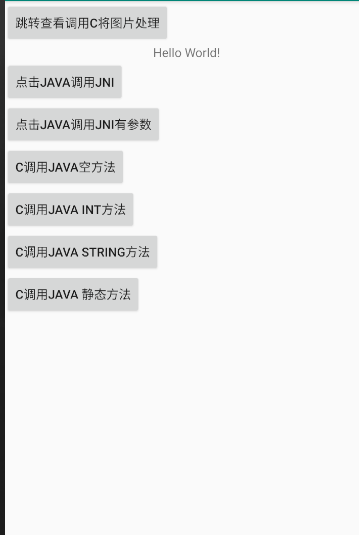 跳转查看调用C将图片处理
Hello World!
点击JAVA调用JNI
点击JAVA调用JNI有参数
C调用JAVA空方法
C调用JAVA INT方法
C调用JAVA STRING方法
C调用JAVA 静态方法